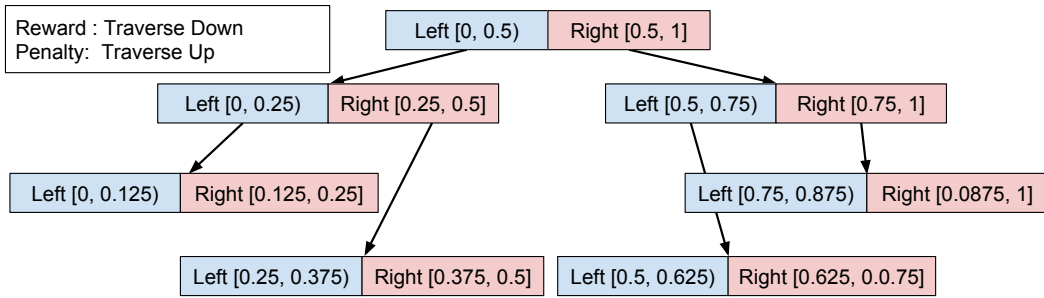 Reward : Traverse Down
Penalty:  Traverse Up
Left [0, 0.5) Right [0.5, 1]
Left [0, 0.25) Right [0.25, 0.5] Left [0.5, 0.75) Right [0.75, 1]
Left [0, 0.125) Right [0.125, 0.25] Left [0.75, 0.875) Right [0.0875, 1]
Left [0.25, 0.375) Right [0.375, 0.5] Left [0.5, 0.625) Right [0.625, 0.0.75]